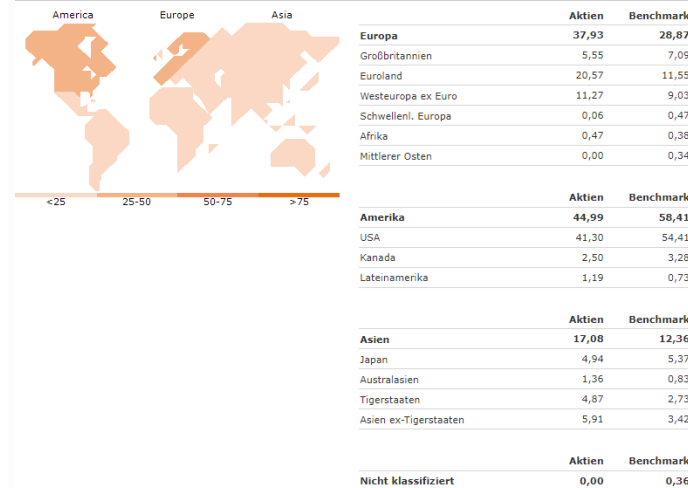 America Europe Asia
<25 25-50 50-75 >75
Aktien Benchmark
Europa 37,93 28,87
Großbritannien 5,55 7,09
Euroland 20,57 11,55
Westeuropa ex Euro 11,27 9,03
Schwellenl. Europa 0,06 0,47
Afrika 0,47 0,38
Mittlerer Osten 0,00 0,34
Aktien Benchmark
Amerika 44,99 58,41
USA 41,30 54,41
Kanada 2,50 3,28
Lateinamerika 1,19 0,73
Aktien Benchmark
Asien 17,08 12,36
Japan 4,94 5,37
Australasien 1,36 0,83
Tigerstaaten 4,87 2,73
Asien ex-Tigerstaaten 5,91 3,42
Aktien Benchmark
Nicht klassifiziert 0,00 0,36